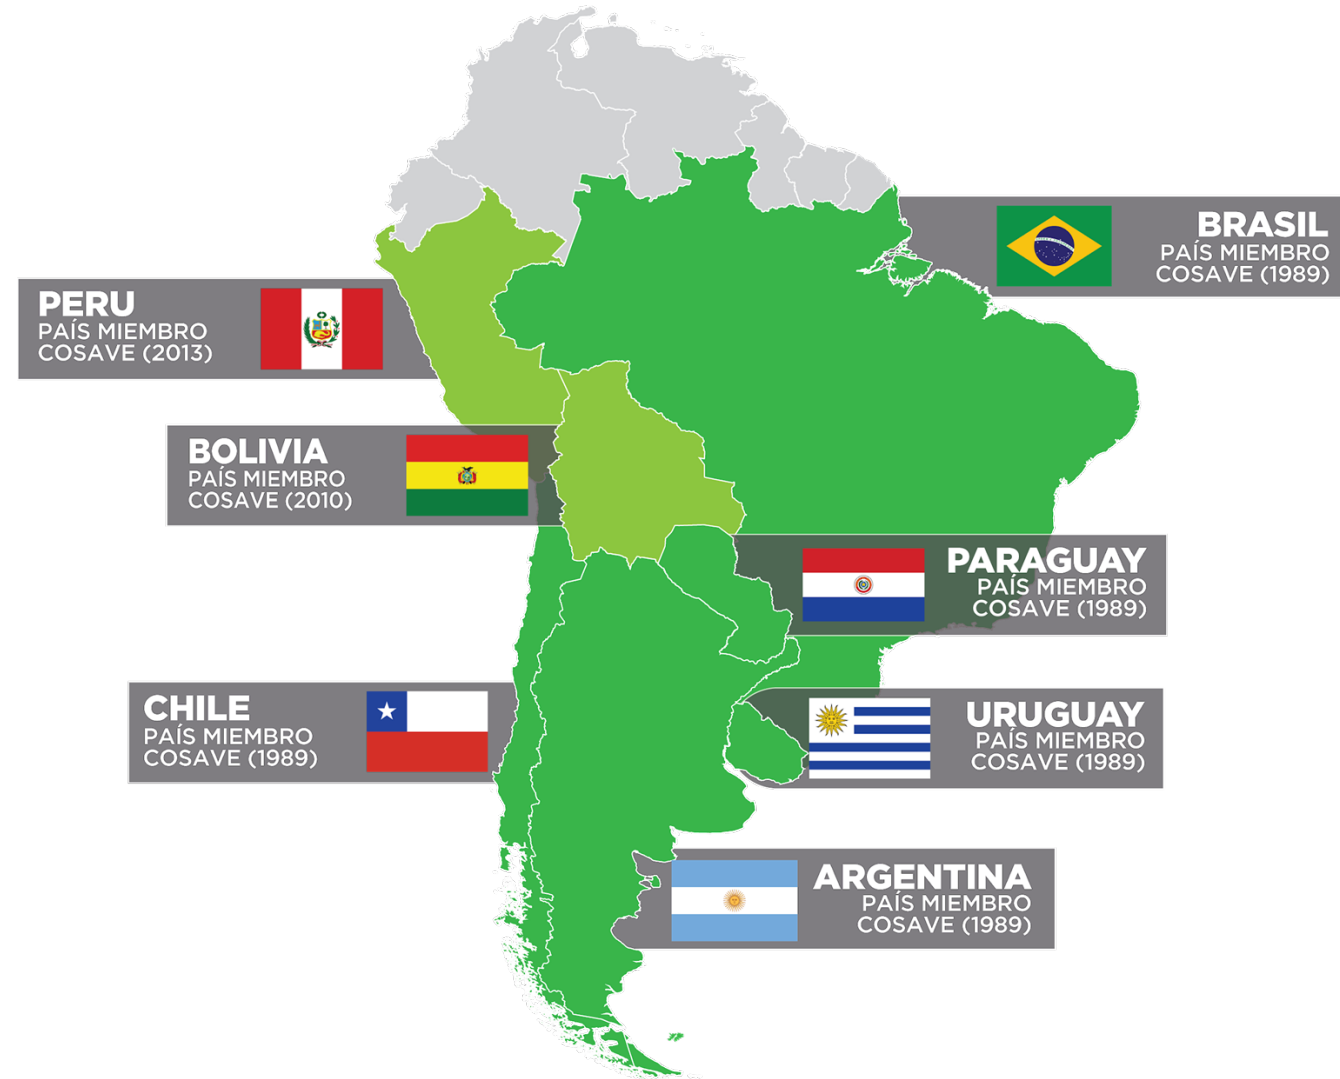 BRASIL
PAÍS MIEMBRO
COSAVE (1989)
PERU
PAÍS MIEMBRO
COSAVE (2013)
BOLIVIA
PAÍS MIEMBRO
COSAVE (2010)
PARAGUAY
PAÍS MIEMBRO
COSAVE (1989)
CHILE
PAÍS MIEMBRO
COSAVE (1989)
URUGUAY
PAÍS MIEMBRO
COSAVE (1989)
ARGENTINA
PAÍS MIEMBRO
COSAVE (1989)